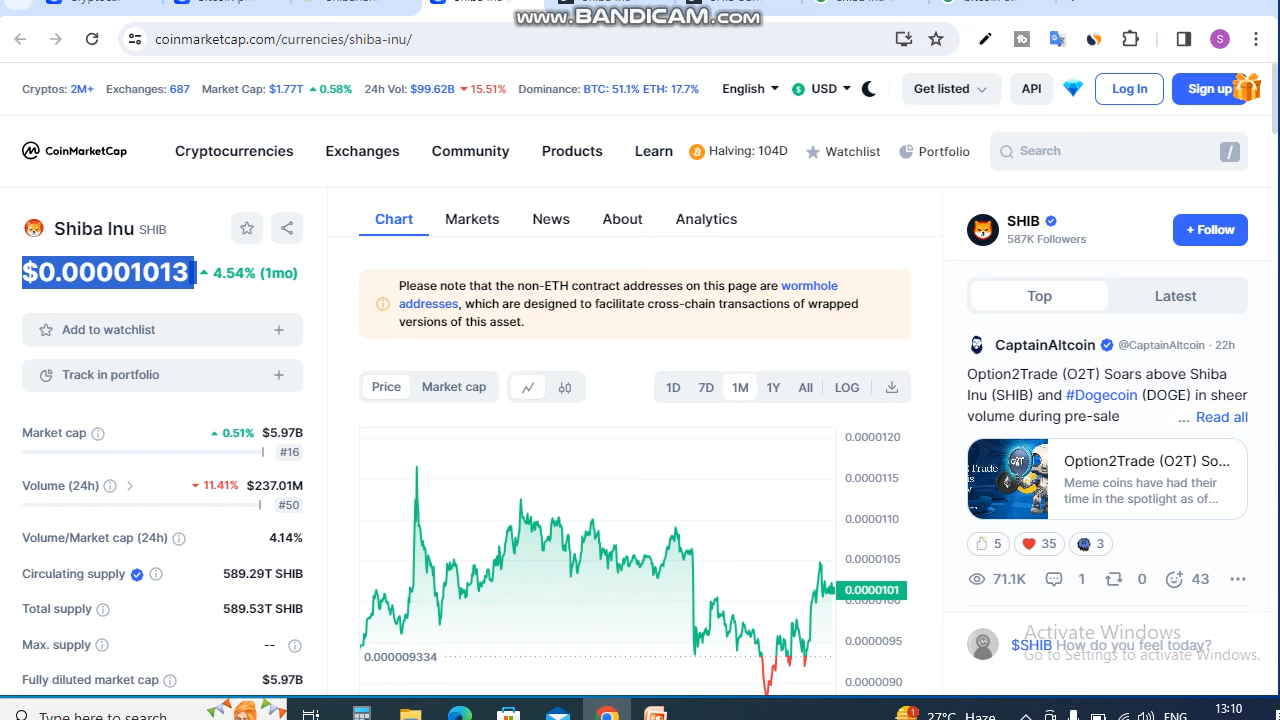 www.BANDICAM.com
coinmarketcap.com/currencies/shiba-inu/
S
Cryptos: 2M+ Exchanges: 687 Market Cap: $1.77T 0.58% 24h Vol: $99.62B 15.51% Dominance: BTC: 51.1% ETH: 17.7% English USD Get listed API Log In Sign up
CoinMarketCap Cryptocurrencies Exchanges Community Products Learn Halving: 104D Watchlist Portfolio Search /
Shiba Inu SHIB
$0.00001013 4.54% (1mo)
Add to watchlist +
Track in portfolio +
Market cap 0.51% $5.97B
#16
Volume (24h) 11.41% $237.01M
#50
Volume/Market cap (24h) 4.14%
Circulating supply 589.29T SHIB
Total supply 589.53T SHIB
Max. supply --
Fully diluted market cap $5.97B
Chart Markets News About Analytics
Please note that the non-ETH contract addresses on this page are wormhole
addresses, which are designed to facilitate cross-chain transactions of wrapped
versions of this asset.
Price Market cap 1D 7D 1M 1Y All LOG
0.0000120
0.0000115
0.0000110
0.0000105
0.0000101
0.0000100
0.0000095
0.000009334
0.0000090
SHIB
587K Followers
+ Follow
Top Latest
CaptainAltcoin @CaptainAltcoin · 22h
Option2Trade (O2T) Soars above Shiba
Inu (SHIB) and #Dogecoin (DOGE) in sheer
volume during pre-sale ... Read all
Option2Trade (O2T) So...
Meme coins have had their
time in the spotlight as of...
5 35 3
71.1K 1 0 43
$SHIB How do you feel today?
Activate Windows
Go to Settings to activate Windows.
Type here to search
27°C Haze
ENG
13:10